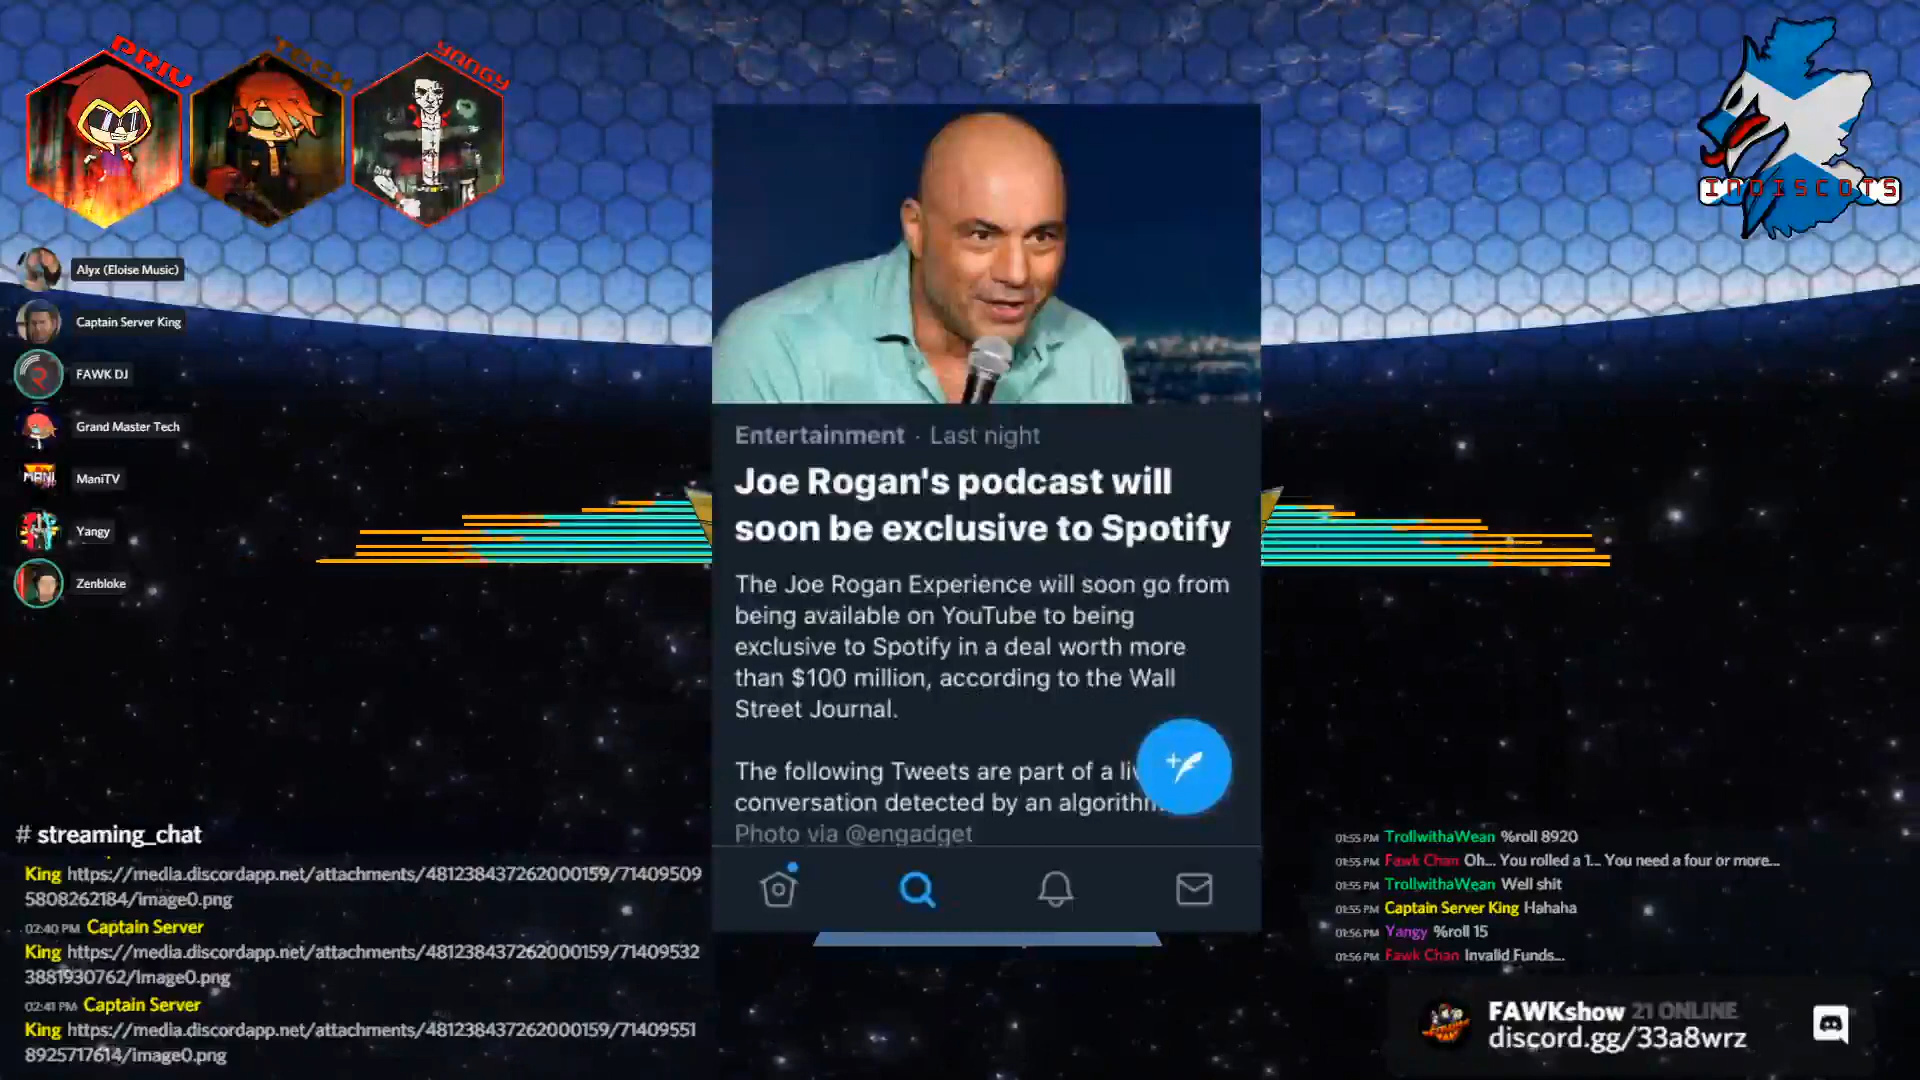 DRIV
TECH
YANGY
INDISCOTS
Alyx (Eloise Music)
Captain Server King
FAWK DJ
Grand Master Tech
MANI
ManiTV
Yangy
Zenbloke
Entertainment · Last night
Joe Rogan's podcast will
soon be exclusive to Spotify
The Joe Rogan Experience will soon go from
being available on YouTube to being
exclusive to Spotify in a deal worth more
than $100 million, according to the Wall
Street Journal.
The following Tweets are part of a li
conversation detected by an algorithm.
Photo via @engadget
# streaming_chat
King https://media.discordapp.net/attachments/481238437262000159/71409509
5808262184/image0.png
02:40 PM Captain Server
King https://media.discordapp.net/attachments/481238437262000159/71409532
3881930762/image0.png
02:41 PM Captain Server
King https://media.discordapp.net/attachments/481238437262000159/71409551
8925717614/image0.png
01:55 PM TrollwithaWean %roll 8920
01:55 PM Fawk Chan Oh... You rolled a 1... You need a four or more...
01:55 PM TrollwithaWean Well shit
01:55 PM Captain Server King Hahaha
01:56 PM Yangy %roll 15
01:56 PM Fawk Chan Invalid Funds...
FAWKshow 21 ONLINE
discord.gg/33a8wrz